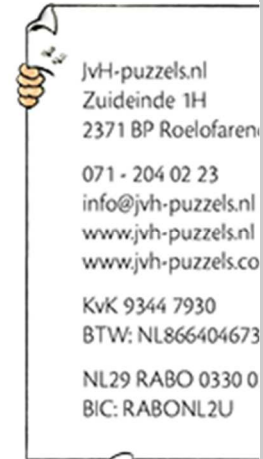 JvH-puzzels.nl
Zuideinde 1H
2371 BP Roelofaren
071 - 204 02 23
info@jvh-puzzels.nl
www.jvh-puzzels.nl
www.jvh-puzzels.co
KvK 9344 7930
BTW: NL866404673
NL29 RABO 0330 0
BIC: RABONL2U